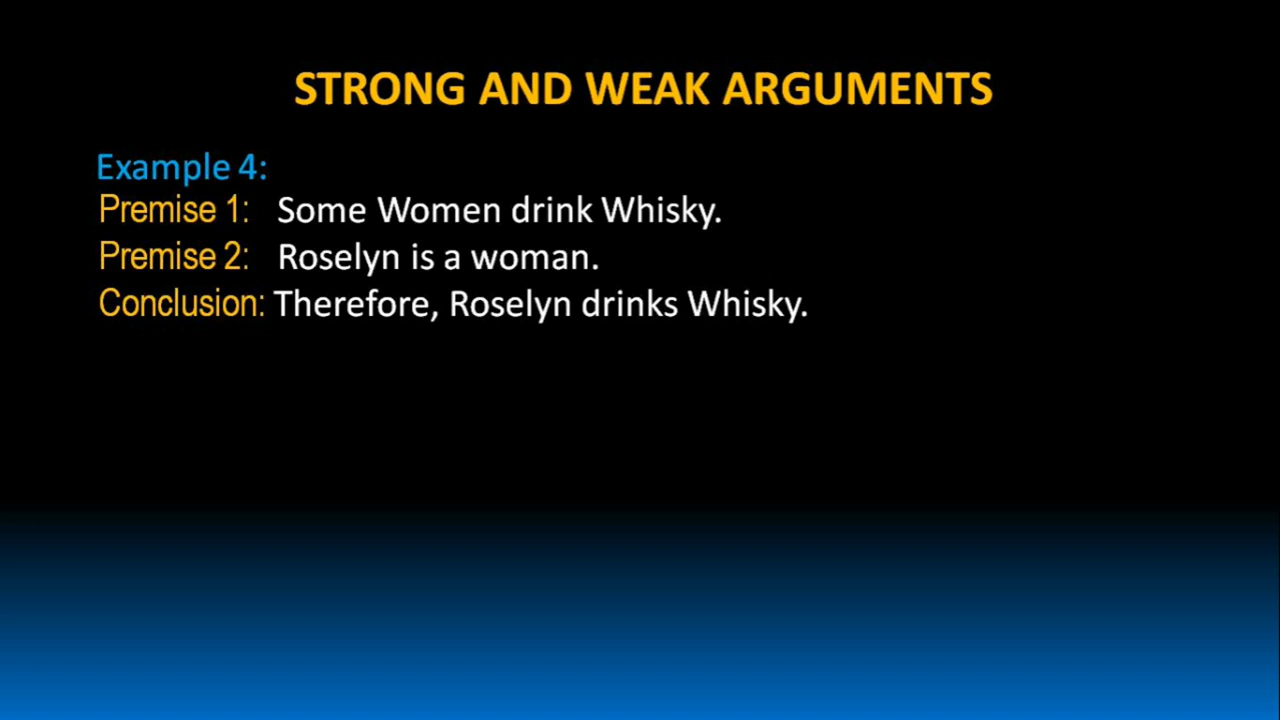 STRONG AND WEAK ARGUMENTS
Example 4:
Premise 1: Some Women drink Whisky.
Premise 2: Roselyn is a woman.
Conclusion: Therefore, Roselyn drinks Whisky.